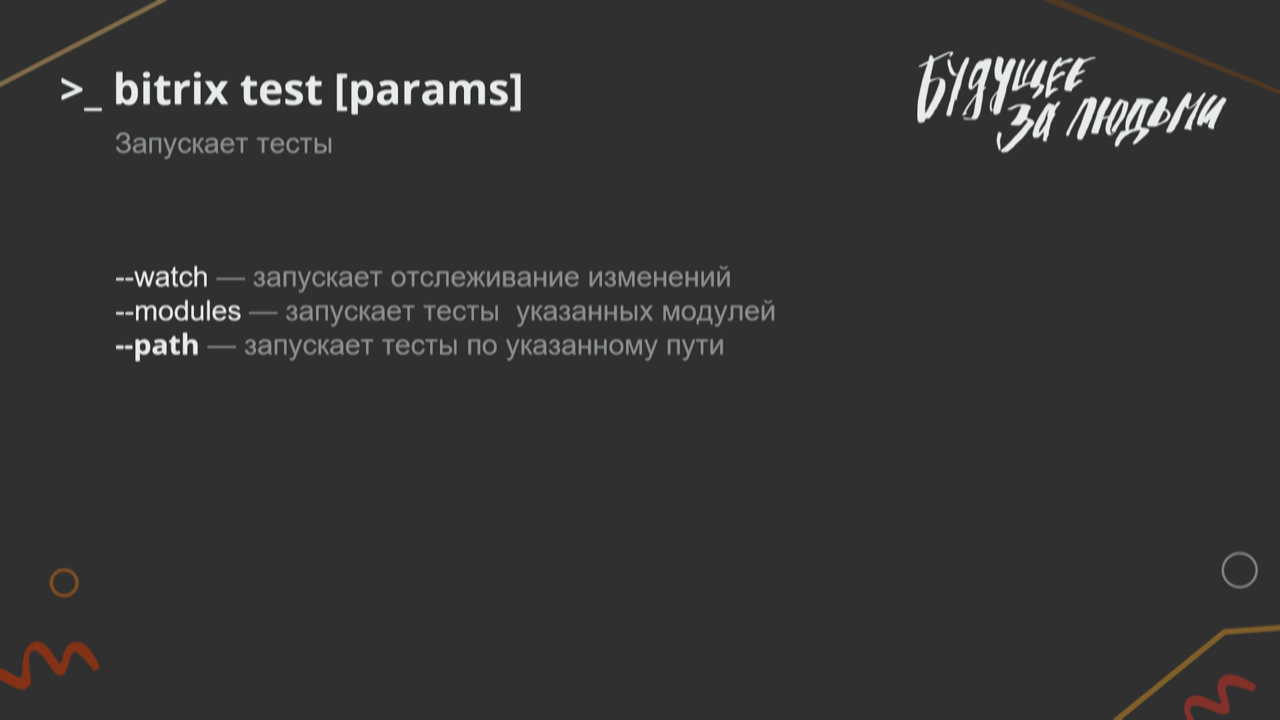 >_ bitrix test [params]
БУДУЩЕЕ
ЗА ЛЮДЬМИ
Запускает тесты
--watch — запускает отслеживание изменений
--modules — запускает тесты  указанных модулей
--path — запускает тесты по указанному пути